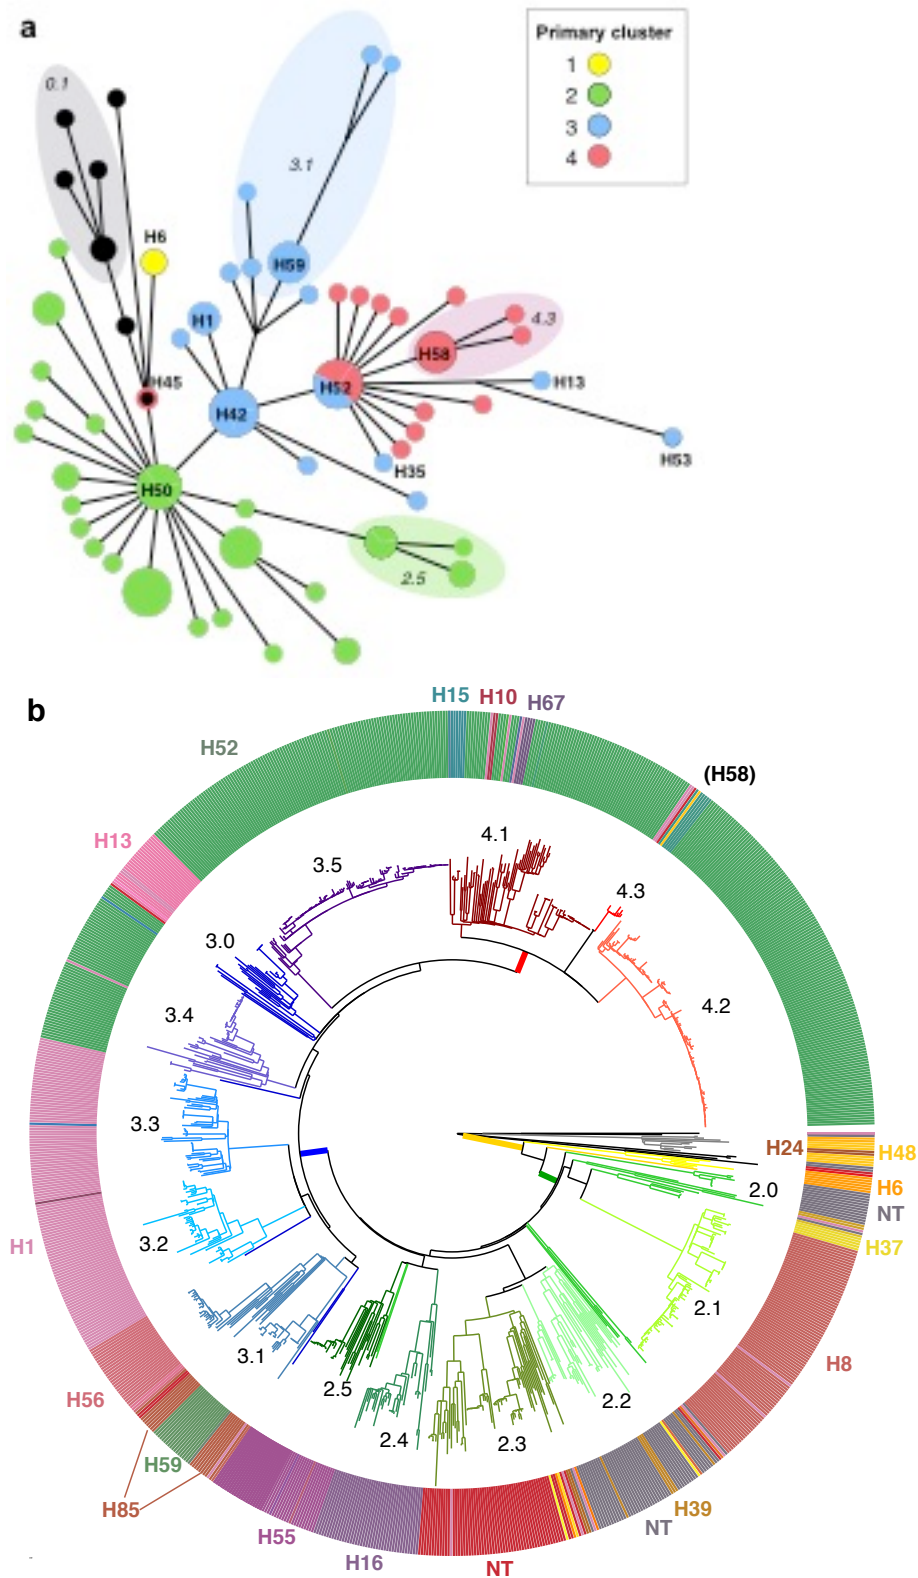 a
Primary cluster
1
2
3
4
0.1
3.1
H6
H59
H1
4.3
H58
H52
H13
H45
H42
H53
H35
H50
2.5
b
H15 H10 H67
H52
(H58)
H13
4.1
3.5
4.3
3.0
4.2
3.4
3.3
H24
H48
2.0
H6
NT
3.2
H1
H37
2.1
3.1
H8
2.5
2.2
H56
2.4
2.3
H59
H85
H39
NT
H55
H16
NT